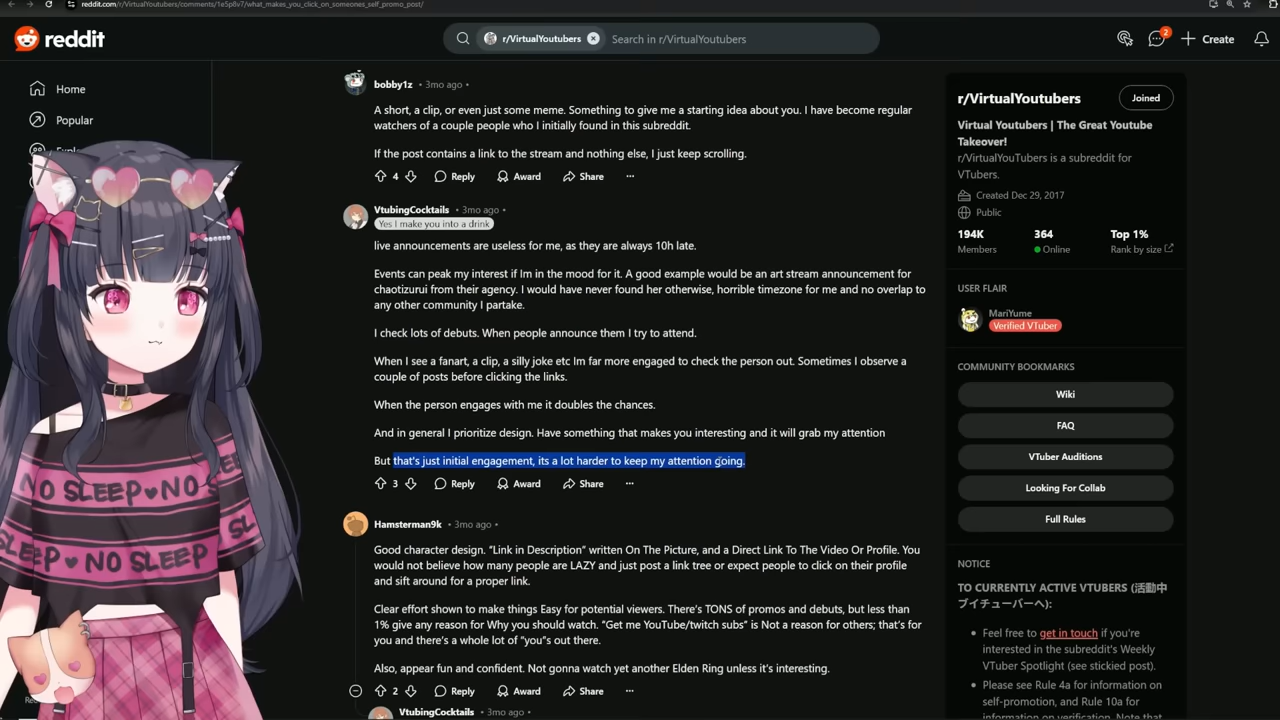 reddit.com/r/VirtualYoutubers/comments/1e5p8v7/what_makes_you_click_on_someones_self_promo_post/
reddit
r/VirtualYoutubers
Search in r/VirtualYoutubers
2
Create
Home
Popular
bobby1z • 3mo ago •
A short, a clip, or even just some meme. Something to give me a starting idea about you. I have become regular
watchers of a couple people who I initially found in this subreddit.
If the post contains a link to the stream and nothing else, I just keep scrolling.
4 Reply Award Share ...
VtubingCocktails • 3mo ago •
Yes I make you into a drink
live announcements are useless for me, as they are always 10h late.
Events can peak my interest if Im in the mood for it. A good example would be an art stream announcement for
chaotizurui from their agency. I would have never found her otherwise, horrible timezone for me and no overlap to
any other community I partake.
I check lots of debuts. When people announce them I try to attend.
When I see a fanart, a clip, a silly joke etc Im far more engaged to check the person out. Sometimes I observe a
couple of posts before clicking the links.
When the person engages with me it doubles the chances.
And in general I prioritize design. Have something that makes you interesting and it will grab my attention
But that's just initial engagement, its a lot harder to keep my attention going.
3 Reply Award Share ...
Hamsterman9k • 3mo ago •
Good character design. “Link in Description” written On The Picture, and a Direct Link To The Video Or Profile. You
would not believe how many people are LAZY and just post a link tree or expect people to click on their profile
and sift around for a proper link.
Clear effort shown to make things Easy for potential viewers. There’s TONS of promos and debuts, but less than
1% give any reason for Why you should watch. “Get me YouTube/twitch subs” is Not a reason for others; that’s for
you and there’s a whole lot of “you”s out there.
Also, appear fun and confident. Not gonna watch yet another Elden Ring unless it’s interesting.
2 Reply Award Share ...
VtubingCocktails • 3mo ago •
r/VirtualYoutubers
Joined
Virtual Youtubers | The Great Youtube
Takeover!
r/VirtualYouTubers is a subreddit for
VTubers.
Created Dec 29, 2017
Public
194K 364 Top 1%
Members Online Rank by size
USER FLAIR
MariYume
Verified VTuber
COMMUNITY BOOKMARKS
Wiki
FAQ
VTuber Auditions
Looking For Collab
Full Rules
NOTICE
TO CURRENTLY ACTIVE VTUBERS (活動中
ブイチューバーへ):
Feel free to get in touch if you're
interested in the subreddit's Weekly
VTuber Spotlight (see stickied post).
Please see Rule 4a for information on
self-promotion, and Rule 10a for
information on verification. Note that
NO SLEEP♥NO SLEEP
SLEEP♥NO SLEEP
SL